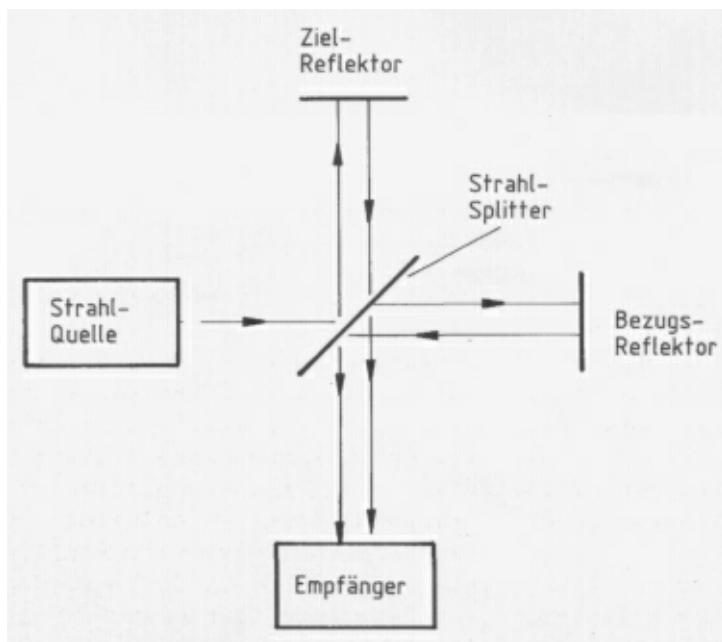 Ziel-
Reflektor
Strahl-
Splitter
Strahl-
Quelle
Bezugs-
Reflektor
Empfänger